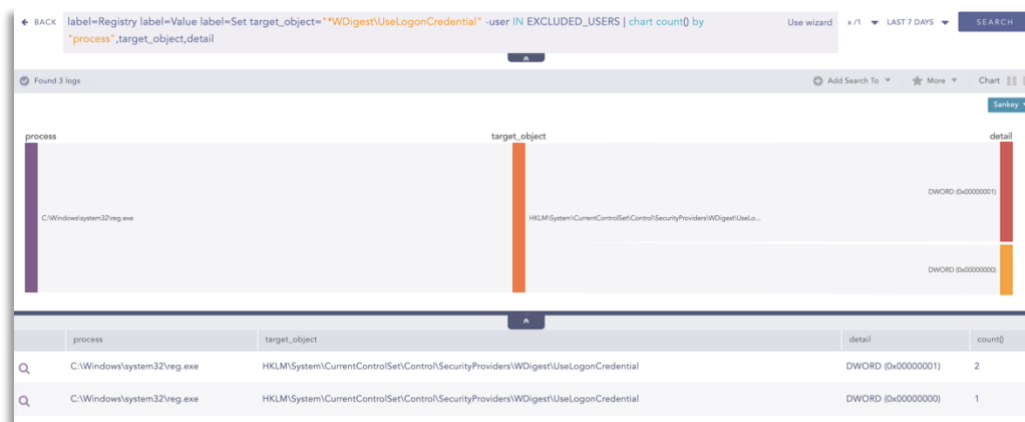 BACK
label=Registry label=Value label=Set target_object="*WDigest\UseLogonCredential" -user IN EXCLUDED_USERS | chart count() by
"process",target_object,detail
Use wizard
x /1
LAST 7 DAYS
SEARCH
Found 3 logs
Add Search To
More
Chart
Sankey
process target_object detail
DWORD (0x00000001)
C:\Windows\system32\reg.exe
HKLM\System\CurrentControlSet\Control\SecurityProviders\WDigest\UseLo...
DWORD (0x00000000)
process target_object detail count()
C:\Windows\system32\reg.exe HKLM\System\CurrentControlSet\Control\SecurityProviders\WDigest\UseLogonCredential DWORD (0x00000001) 2
C:\Windows\system32\reg.exe HKLM\System\CurrentControlSet\Control\SecurityProviders\WDigest\UseLogonCredential DWORD (0x00000000) 1